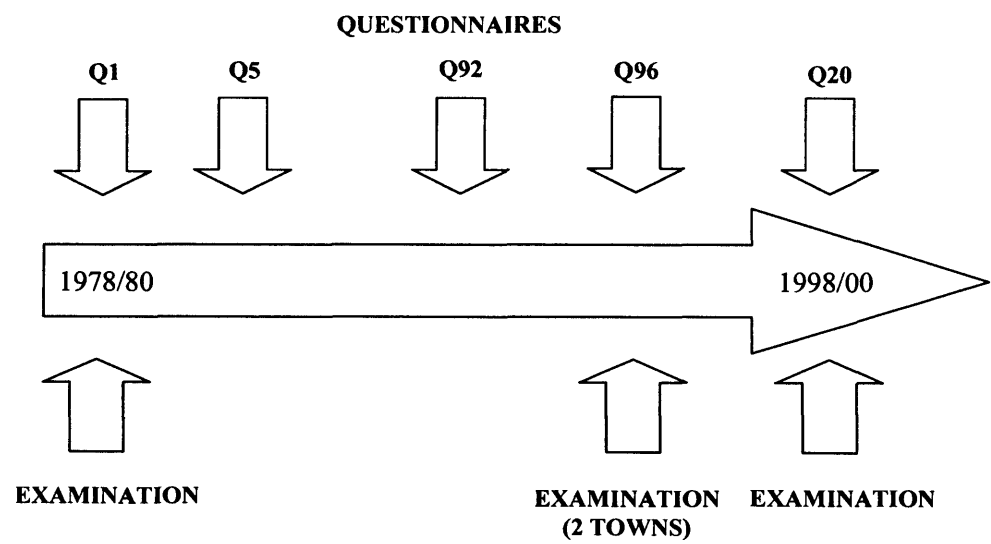 QUESTIONNAIRES
Q1 Q5 Q92 Q96 Q20
1978/80 1998/00
EXAMINATION EXAMINATION EXAMINATION
(2 TOWNS)